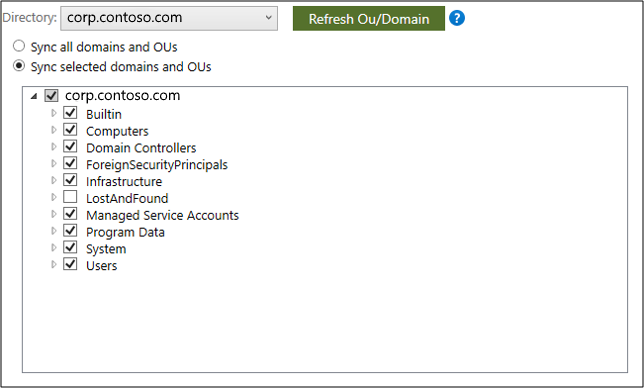 Directory: corp.contoso.com Refresh Ou/Domain ?
Sync all domains and OUs
Sync selected domains and OUs
corp.contoso.com
Builtin
Computers
Domain Controllers
ForeignSecurityPrincipals
Infrastructure
LostAndFound
Managed Service Accounts
Program Data
System
Users